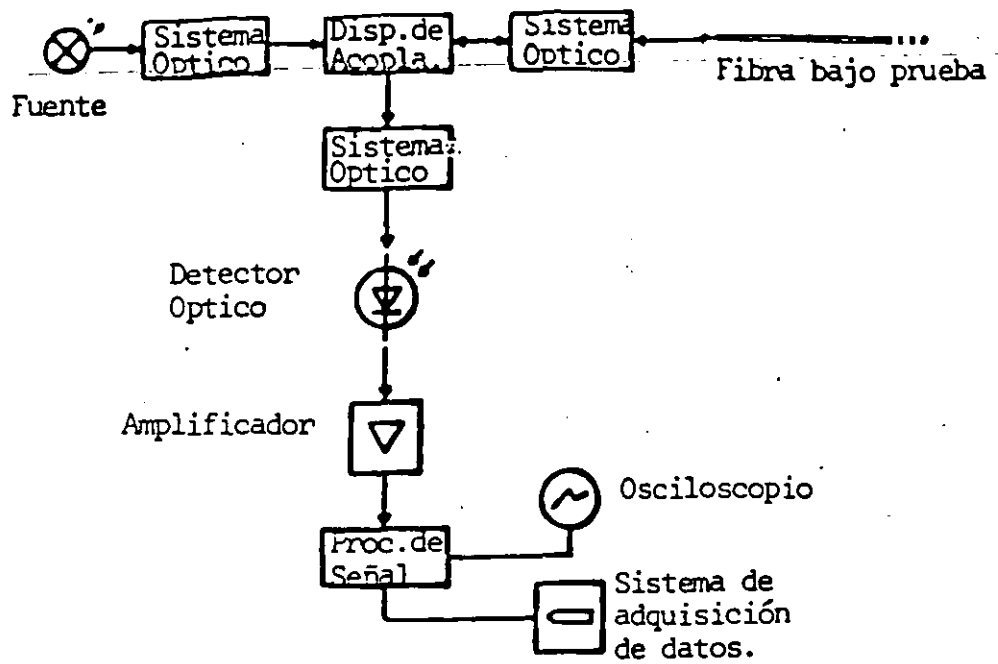 Sistema
Optico
Disp.de
Acopla.
Sistema
Optico
Fuente
Fibra bajo prueba
Sistema
Optico
Detector
Optico
Amplificador
Osciloscopio
Proc.de
Señal
Sistema de
adquisición
de datos.